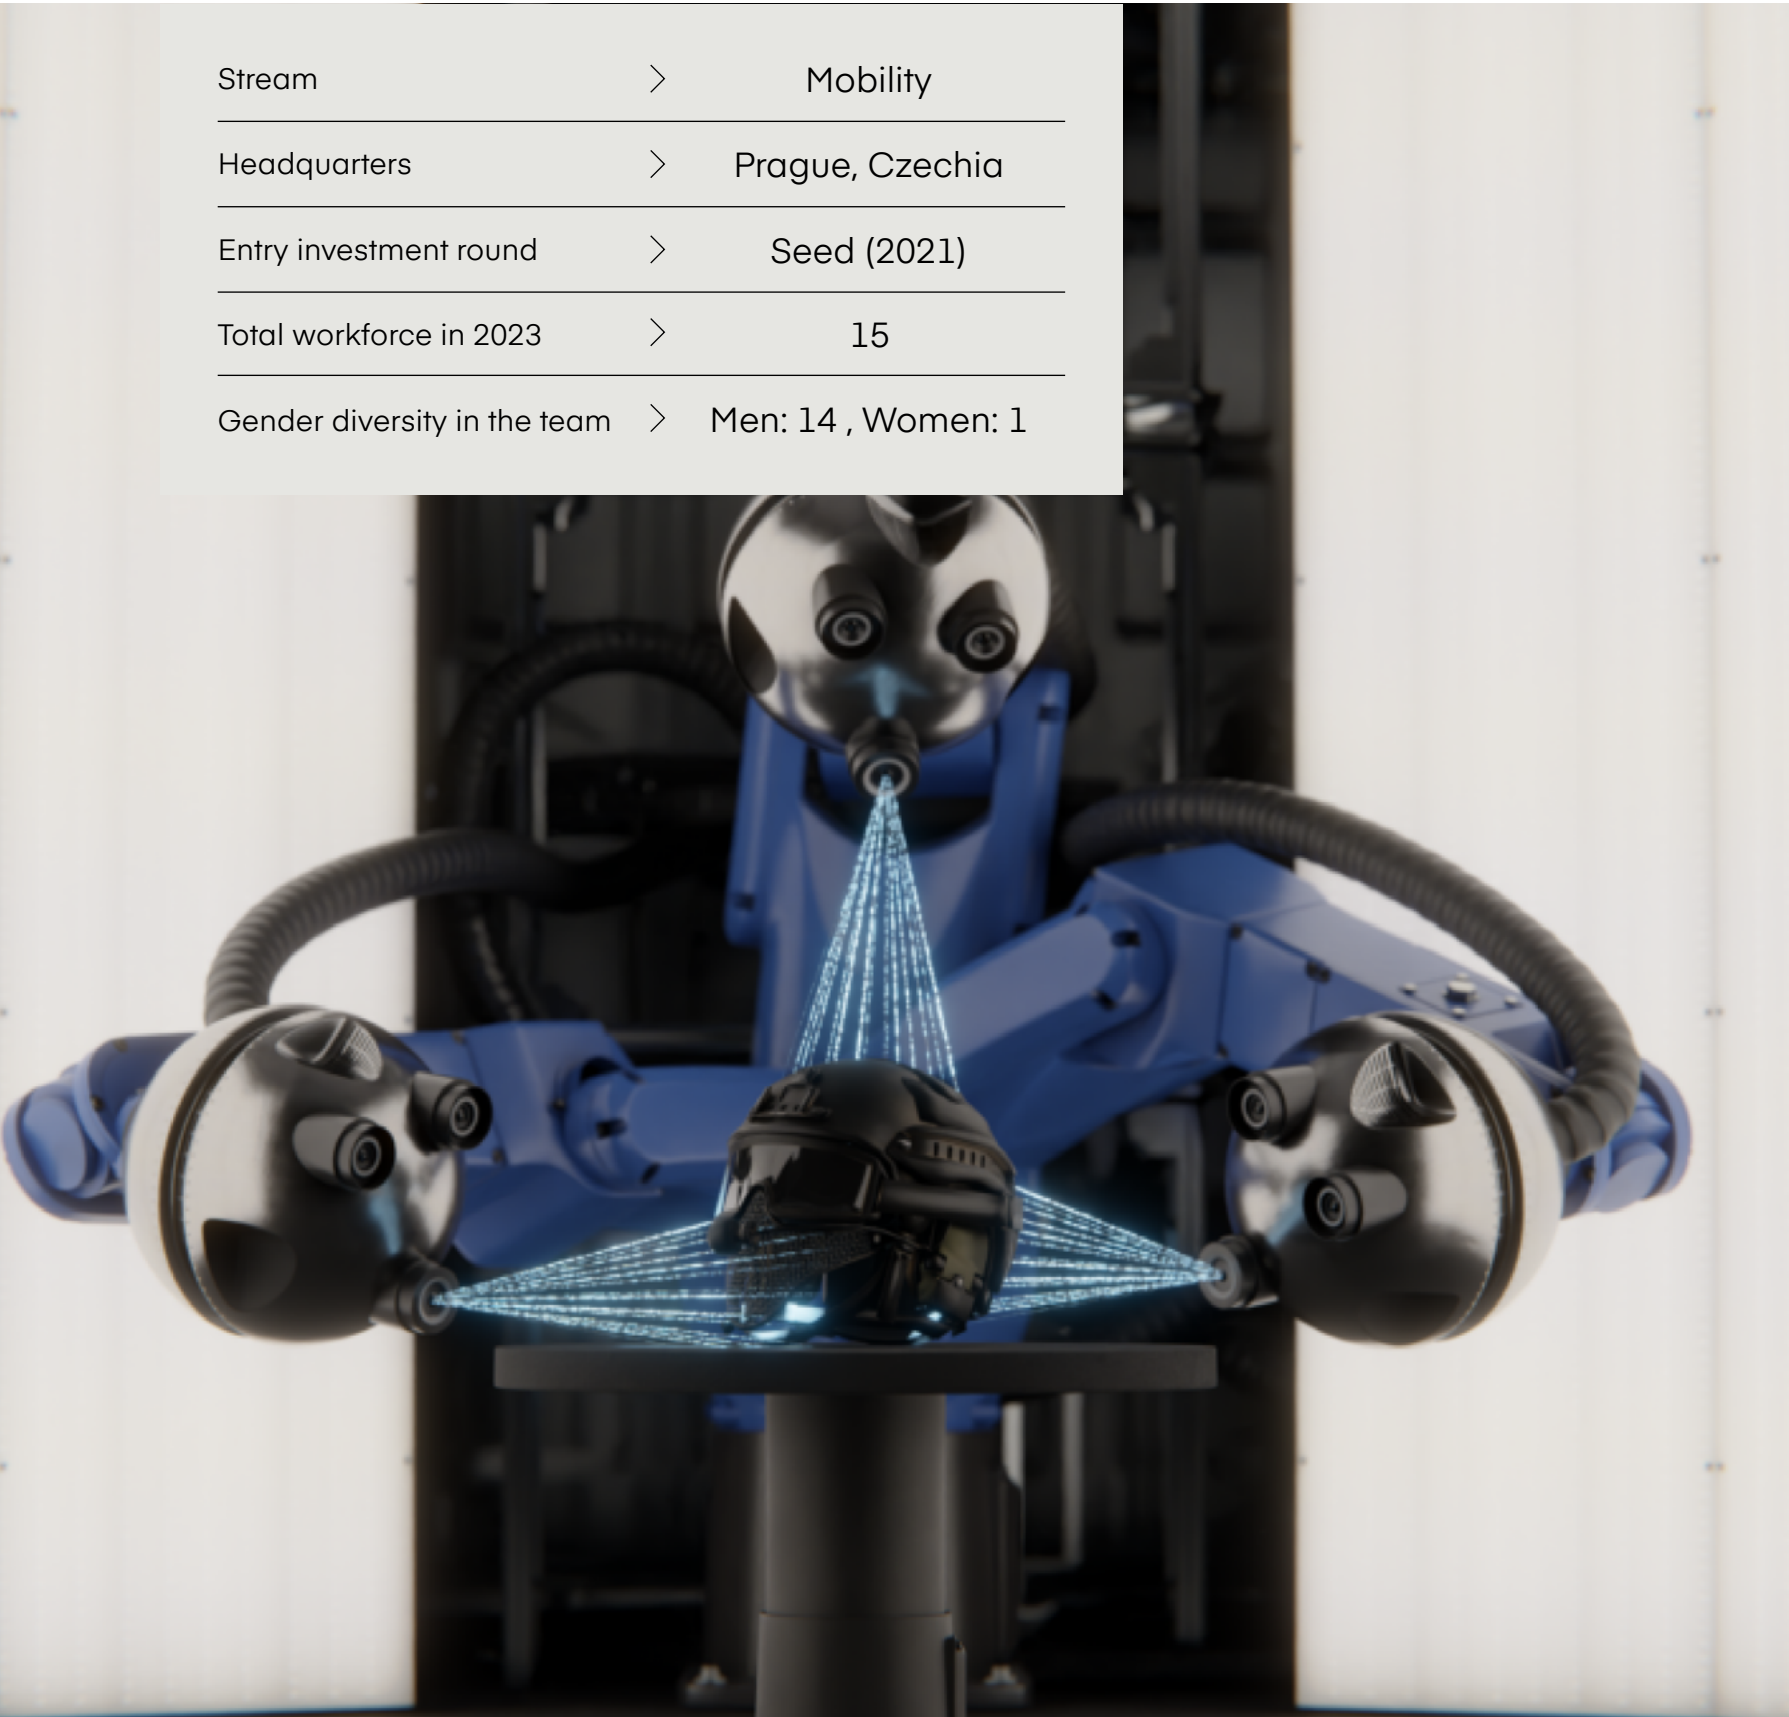 Stream > Mobility
Headquarters > Prague, Czechia
Entry investment round > Seed (2021)
Total workforce in 2023 > 15
Gender diversity in the team > Men: 14 , Women: 1